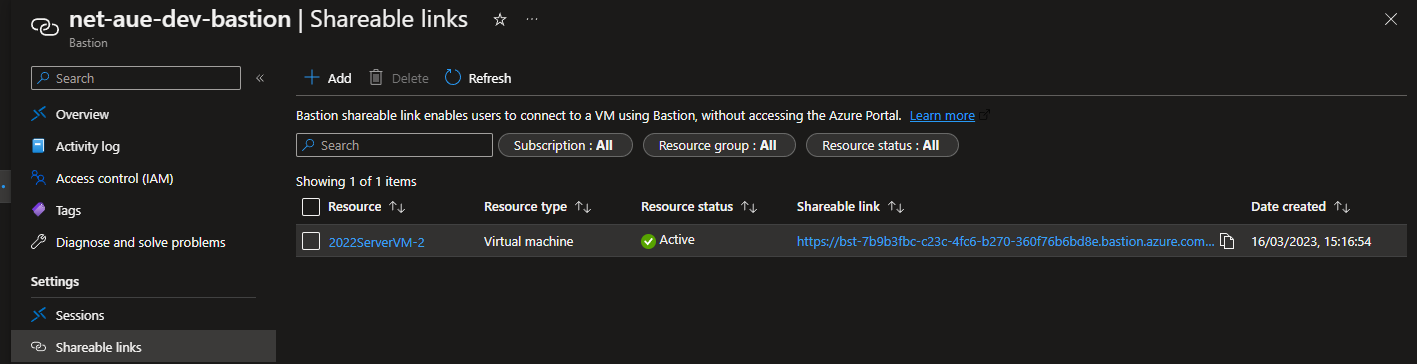 net-aue-dev-bastion | Shareable links ☆ ...
Bastion
Search «
Overview
Activity log
Access control (IAM)
Tags
Diagnose and solve problems
Settings
Sessions
Shareable links
+ Add Delete Refresh
Bastion shareable link enables users to connect to a VM using Bastion, without accessing the Azure Portal. Learn more
Search Subscription : All Resource group : All Resource status : All
Showing 1 of 1 items
Resource ↑↓ Resource type ↑↓ Resource status ↑↓ Shareable link ↑↓ Date created ↑↓
2022ServerVM-2 Virtual machine Active https://bst-7b9b3fbc-c23c-4fc6-b270-360f76b6bd8e.bastion.azure.com... 16/03/2023, 15:16:54